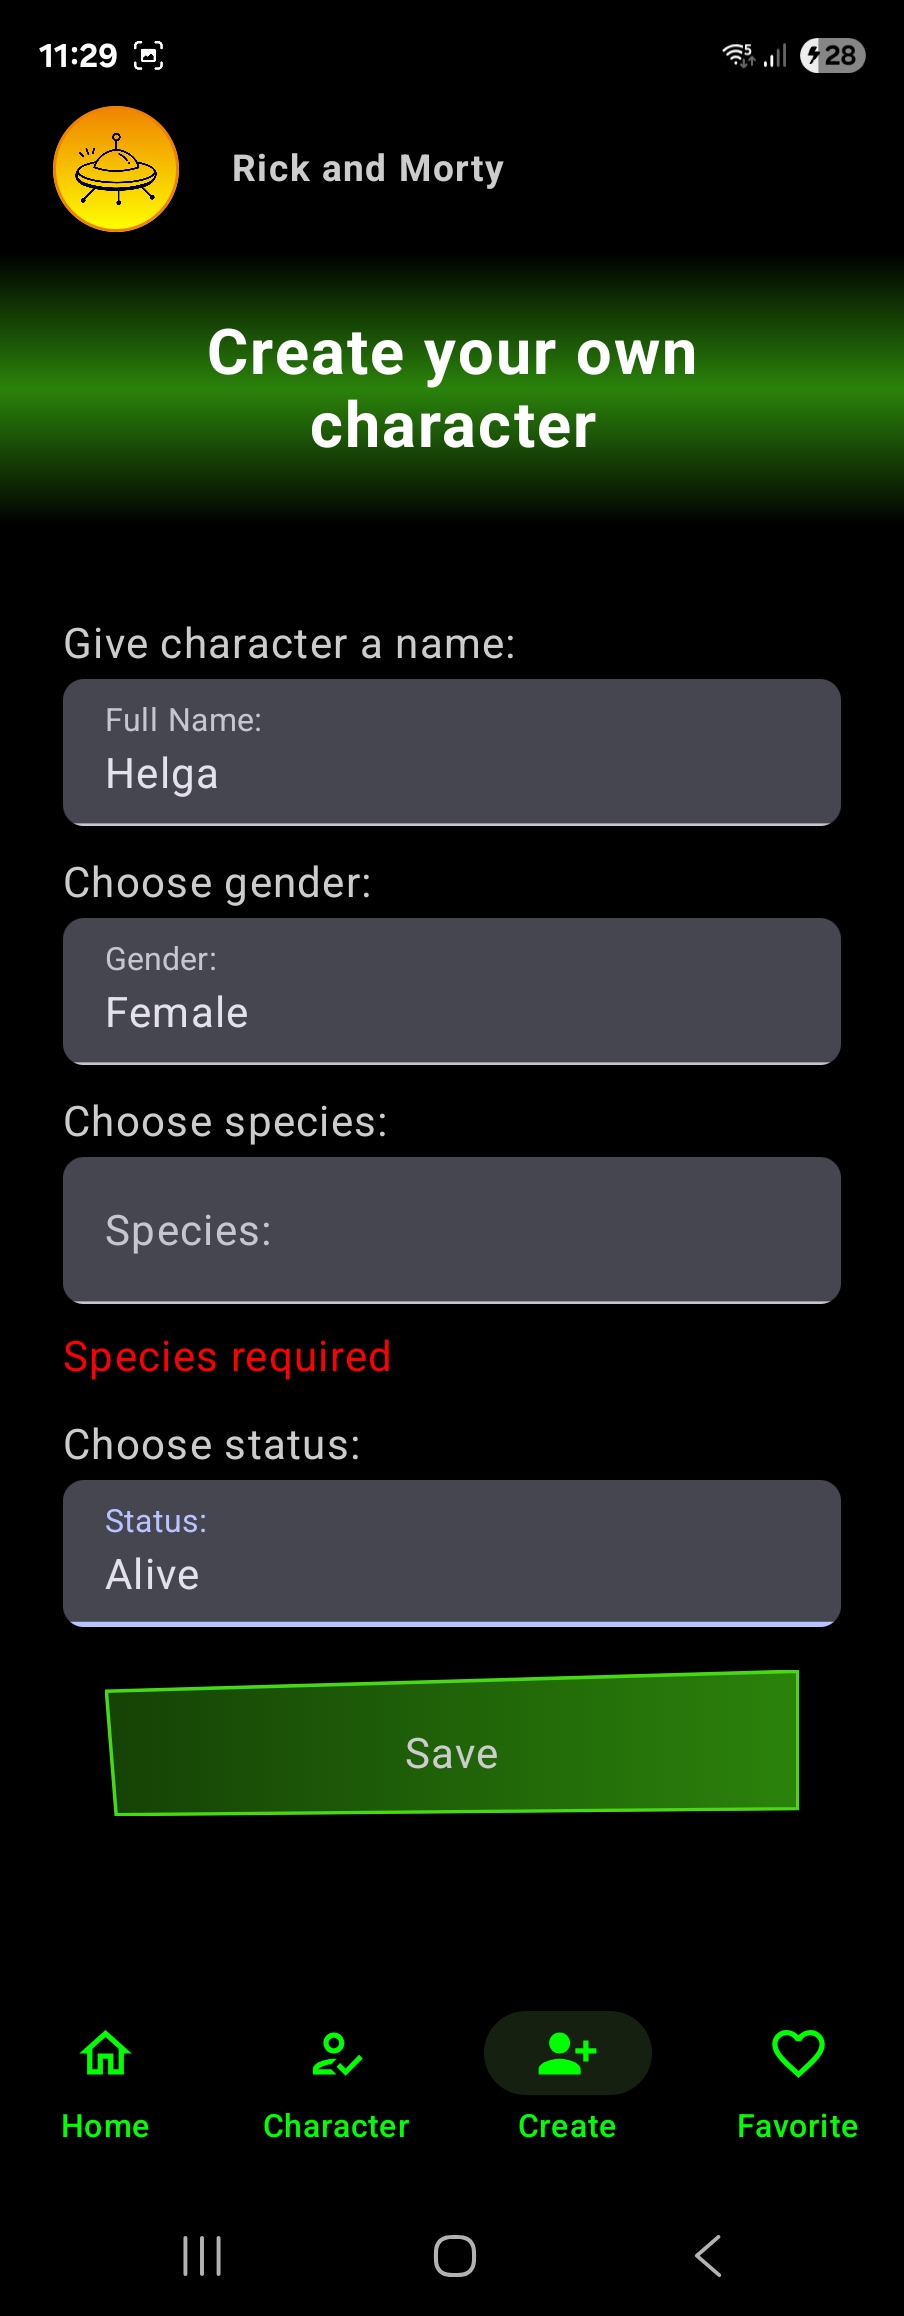 11:29
5
28
Rick and Morty
Create your own
character
Give character a name:
Full Name:
Helga
Choose gender:
Gender:
Female
Choose species:
Species:
Species required
Choose status:
Status:
Alive
Save
Home
Character
Create
Favorite